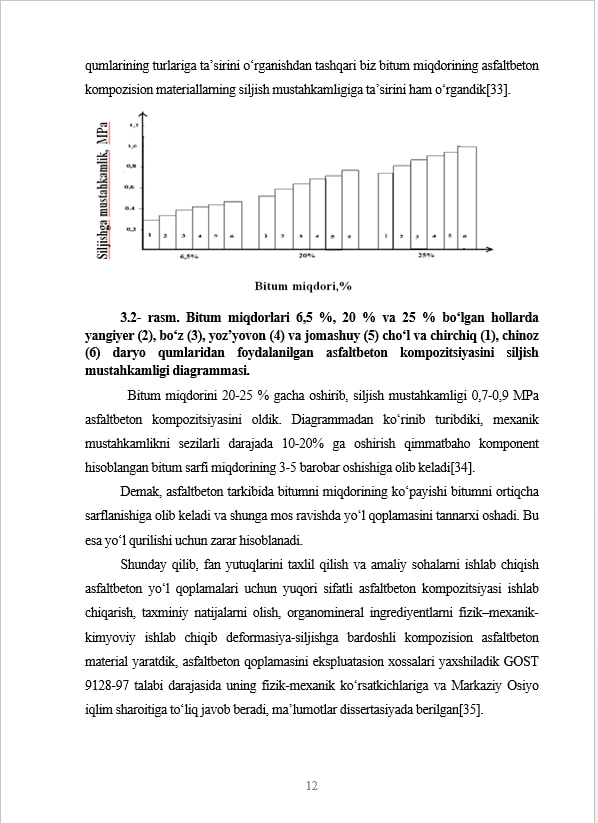 qumlarining turlariga ta’sirini o‘rganishdan tashqari biz bitum miqdorining asfaltbeton
kompozision materiallarning siljish mustahkamligiga ta’sirini ham o‘rgandik[33].
Siljishga mustahkamlik, MPa
1,2
1,0
0,8
0,6
0,4
0,2
1 2 3 4 5 6 1 2 3 4 5 6 1 2 3 4 5 6
6,5% 20% 25%
Bitum miqdori,%
3.2- rasm. Bitum miqdorlari 6,5 %, 20 % va 25 % bo‘lgan hollarda
yangiyer (2), bo‘z (3), yoz’yovon (4) va jomashuy (5) cho‘l va chirchiq (1), chinoz
(6) daryo qumlaridan foydalanilgan asfaltbeton kompozitsiyasini siljish
mustahkamligi diagrammasi.
Bitum miqdorini 20-25 % gacha oshirib, siljish mustahkamligi 0,7-0,9 MPa
asfaltbeton kompozitsiyasini oldik. Diagrammadan ko‘rinib turibdiki, mexanik
mustahkamlikni sezilarli darajada 10-20% ga oshirish qimmatbaho komponent
hisoblangan bitum sarfi miqdorining 3-5 barobar oshishiga olib keladi[34].
Demak, asfaltbeton tarkibida bitumni miqdorining ko‘payishi bitumni ortiqcha
sarflanishiga olib keladi va shunga mos ravishda yo‘l qoplamasini tannarxi oshadi. Bu
esa yo‘l qurilishi uchun zarar hisoblanadi.
Shunday qilib, fan yutuqlarini taxlil qilish va amaliy sohalarni ishlab chiqish
asfaltbeton yo‘l qoplamalari uchun yuqori sifatli asfaltbeton kompozitsiyasi ishlab
chiqarish, taxminiy natijalarni olish, organomineral ingrediyentlarni fizik–mexanik-
kimyoviy ishlab chiqib deformasiya-siljishga bardoshli kompozision asfaltbeton
material yaratdik, asfaltbeton qoplamasini ekspluatasion xossalari yaxshiladik GOST
9128-97 talabi darajasida uning fizik-mexanik ko‘rsatkichlariga va Markaziy Osiyo
iqlim sharoitiga to‘liq javob beradi, ma’lumotlar dissertasiyada berilgan[35].
12